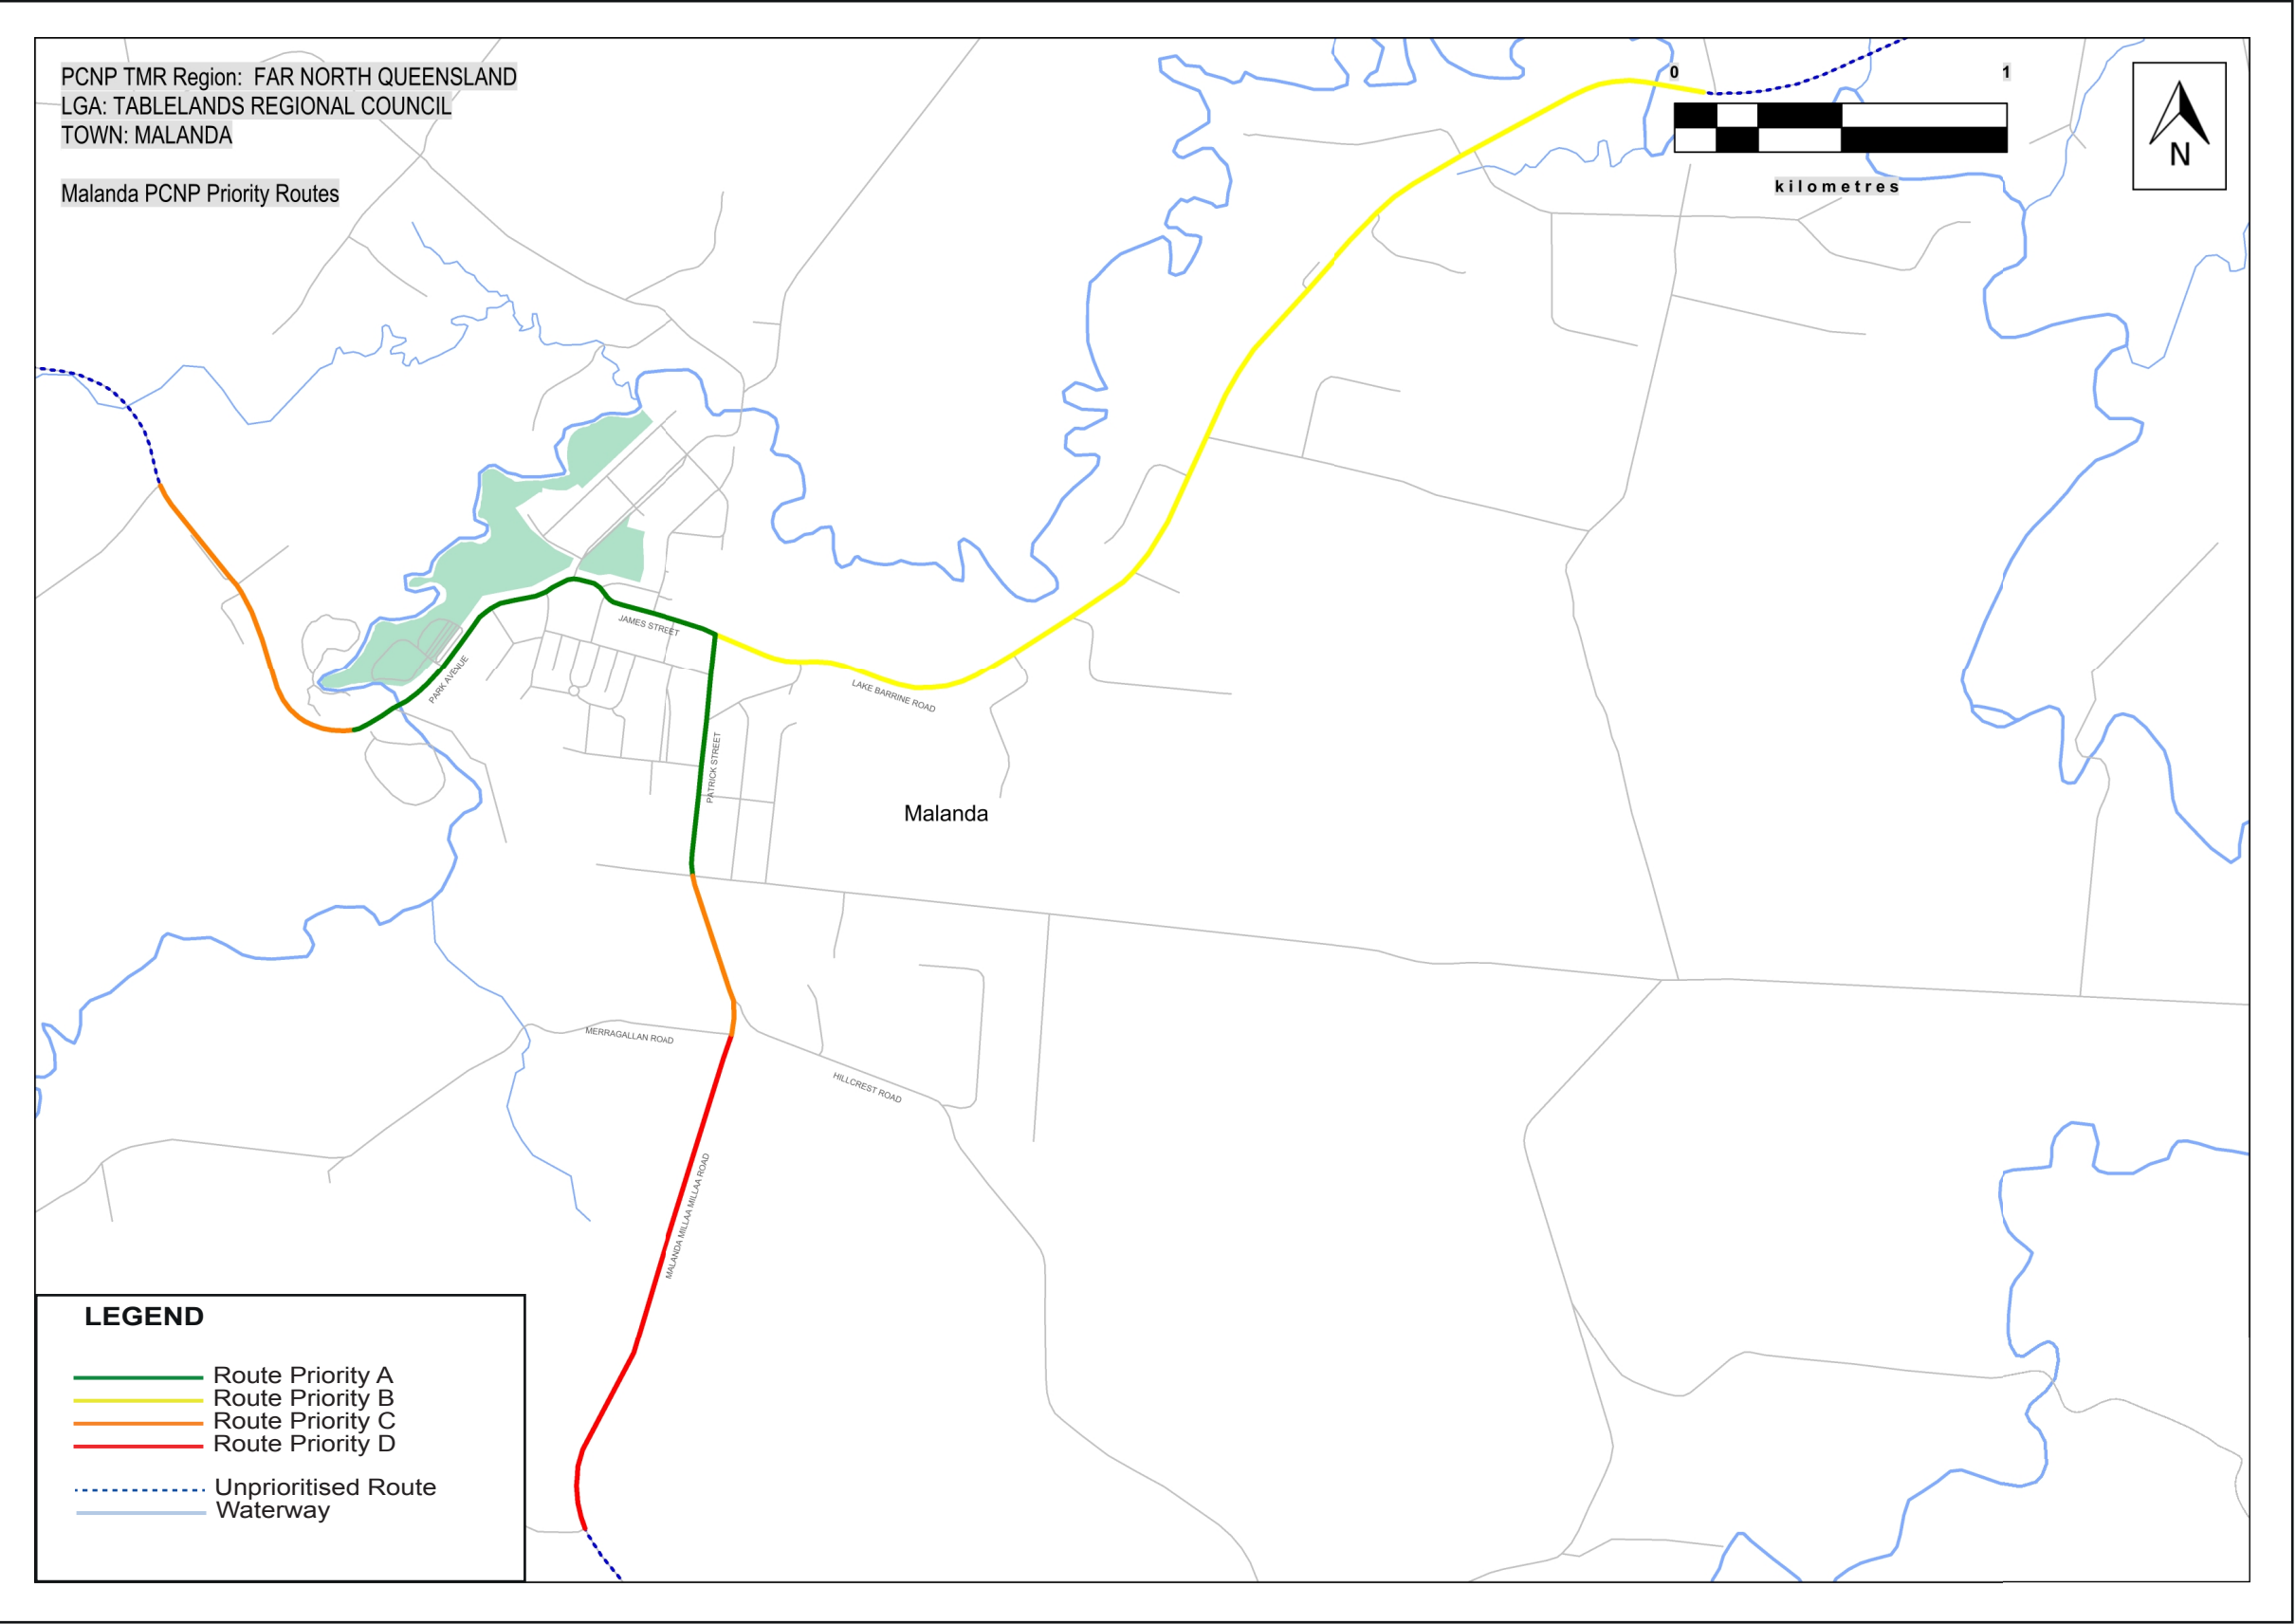 PCNP TMR Region:  FAR NORTH QUEENSLAND
LGA: TABLELANDS REGIONAL COUNCIL
TOWN: MALANDA
Malanda PCNP Priority Routes
0
1
kilometres
N
JAMES STREET
PARK AVENUE
LAKE BARRINE ROAD
PATRICK STREET
Malanda
MERRAGALLAN ROAD
HILLCREST ROAD
MALANDA MILLAA MILLAA ROAD
LEGEND
Route Priority A
Route Priority B
Route Priority C
Route Priority D
Unprioritised Route
Waterway